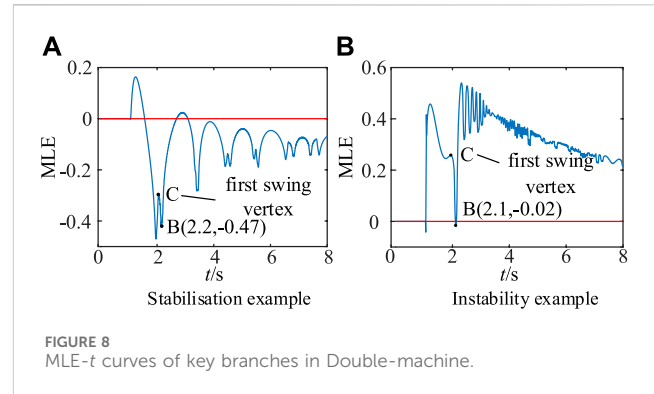 A
B
0.2
0
-0.2
-0.4
MLE
C
first swing
vertex
B(2.2,-0.47)
0 2 4 6 8
t/s
Stabilisation example
0.6
0.4
0.2
0
MLE
C
first swing
vertex
B(2.1,-0.02)
0 2 4 6 8
t/s
Instability example
FIGURE 8
MLE-t curves of key branches in Double-machine.